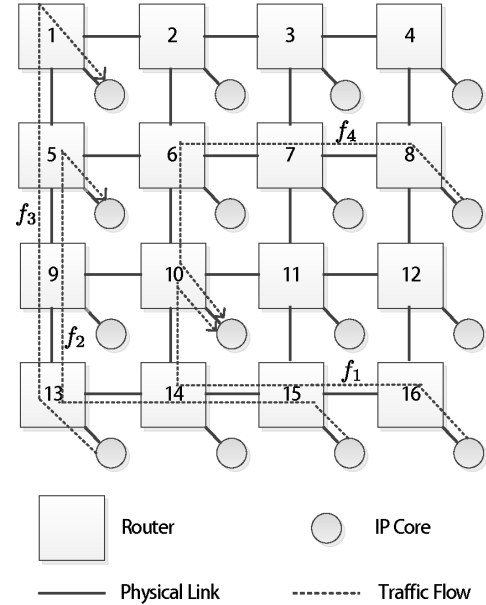 1 2 3 4
f4
5 6 7 8
f3
9 10 11 12
f2
f1
13 14 15 16
Router IP Core
Physical Link Traffic Flow